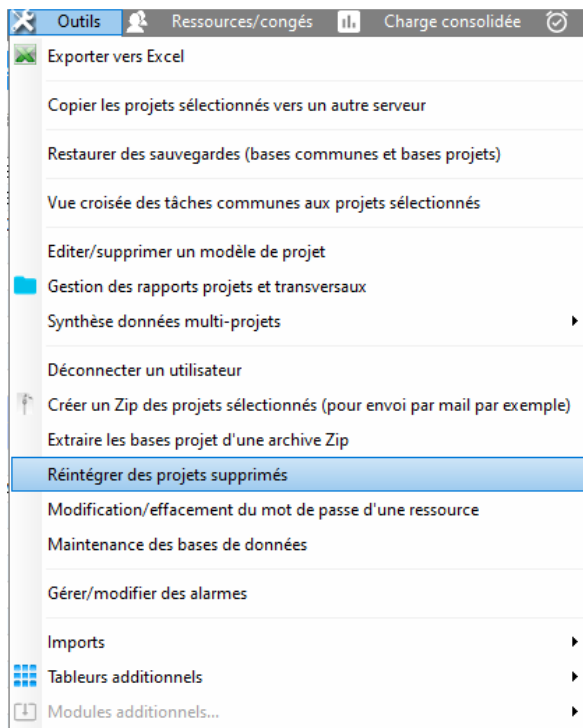 Outils Ressources/congés Charge consolidée
Exporter vers Excel
Copier les projets sélectionnés vers un autre serveur
Restaurer des sauvegardes (bases communes et bases projets)
Vue croisée des tâches communes aux projets sélectionnés
Editer/supprimer un modèle de projet
Gestion des rapports projets et transversaux
Synthèse données multi-projets
Déconnecter un utilisateur
Créer un Zip des projets sélectionnés (pour envoi par mail par exemple)
Extraire les bases projet d'une archive Zip
Réintégrer des projets supprimés
Modification/effacement du mot de passe d'une ressource
Maintenance des bases de données
Gérer/modifier des alarmes
Imports
Tableurs additionnels
Modules additionnels...